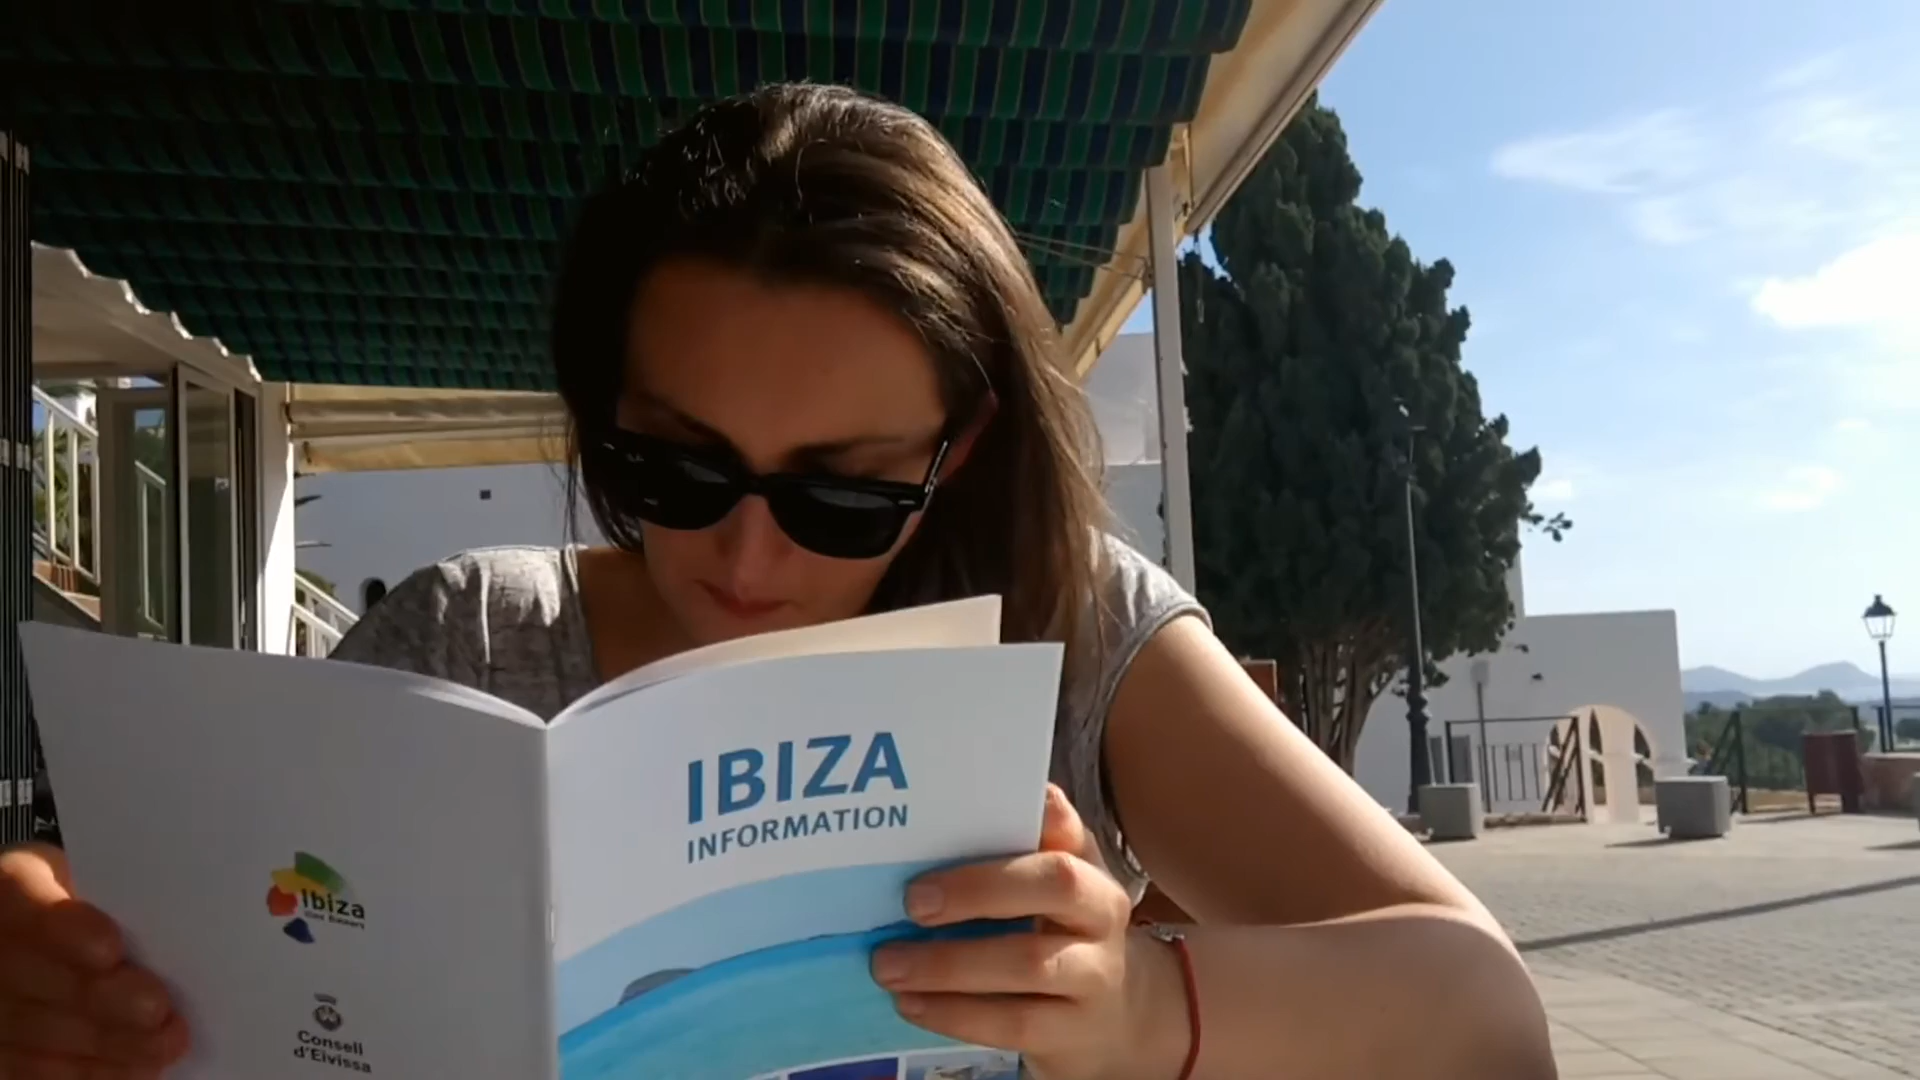 IBIZA
INFORMATION
ibiza
Consell
d'Eivissa